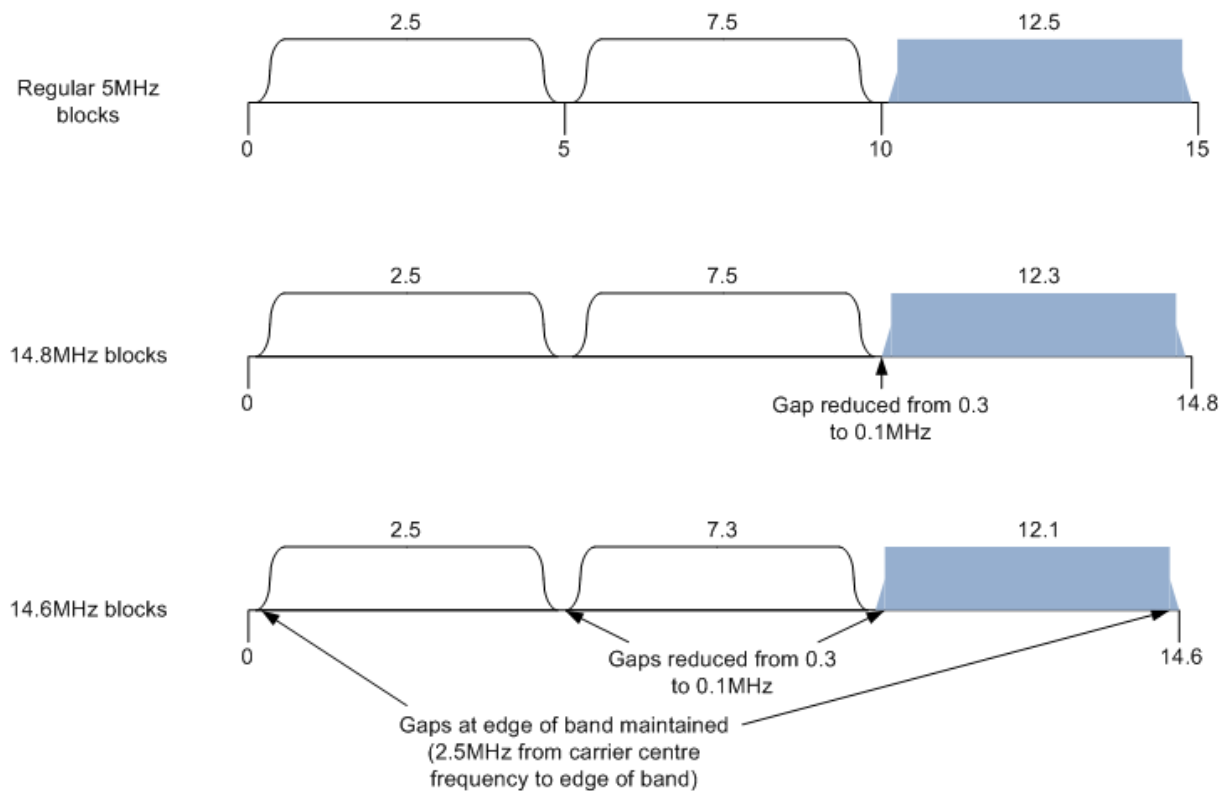 2.5 7.5 12.5
Regular 5MHz
blocks
0 5 10 15
2.5 7.5 12.3
14.8MHz blocks
0 14.8
Gap reduced from 0.3
to 0.1MHz
2.5 7.3 12.1
14.6MHz blocks
0 14.6
Gaps reduced from 0.3
to 0.1MHz
Gaps at edge of band maintained
(2.5MHz from carrier centre
frequency to edge of band)